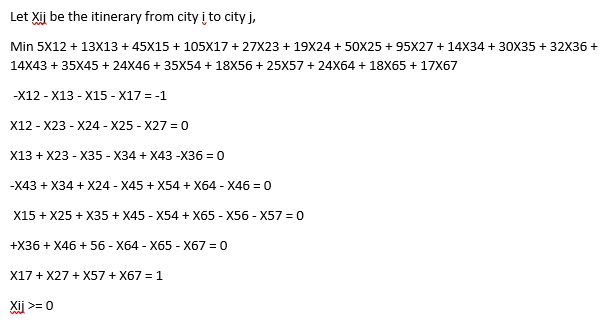 Let Xij be the itinerary from city i to city j,
Min 5X12 + 13X13 + 45X15 + 105X17 + 27X23 + 19X24 + 50X25 + 95X27 + 14X34 + 30X35 + 32X36 +
14X43 + 35X45 + 24X46 + 35X54 + 18X56 + 25X57 + 24X64 + 18X65 + 17X67
-X12 - X13 - X15 - X17 = -1
X12 - X23 - X24 - X25 - X27 = 0
X13 + X23 - X35 - X34 + X43 -X36 = 0
-X43 + X34 + X24 - X45 + X54 + X64 - X46 = 0
X15 + X25 + X35 + X45 - X54 + X65 - X56 - X57 = 0
+X36 + X46 + 56 - X64 - X65 - X67 = 0
X17 + X27 + X57 + X67 = 1
Xij >= 0